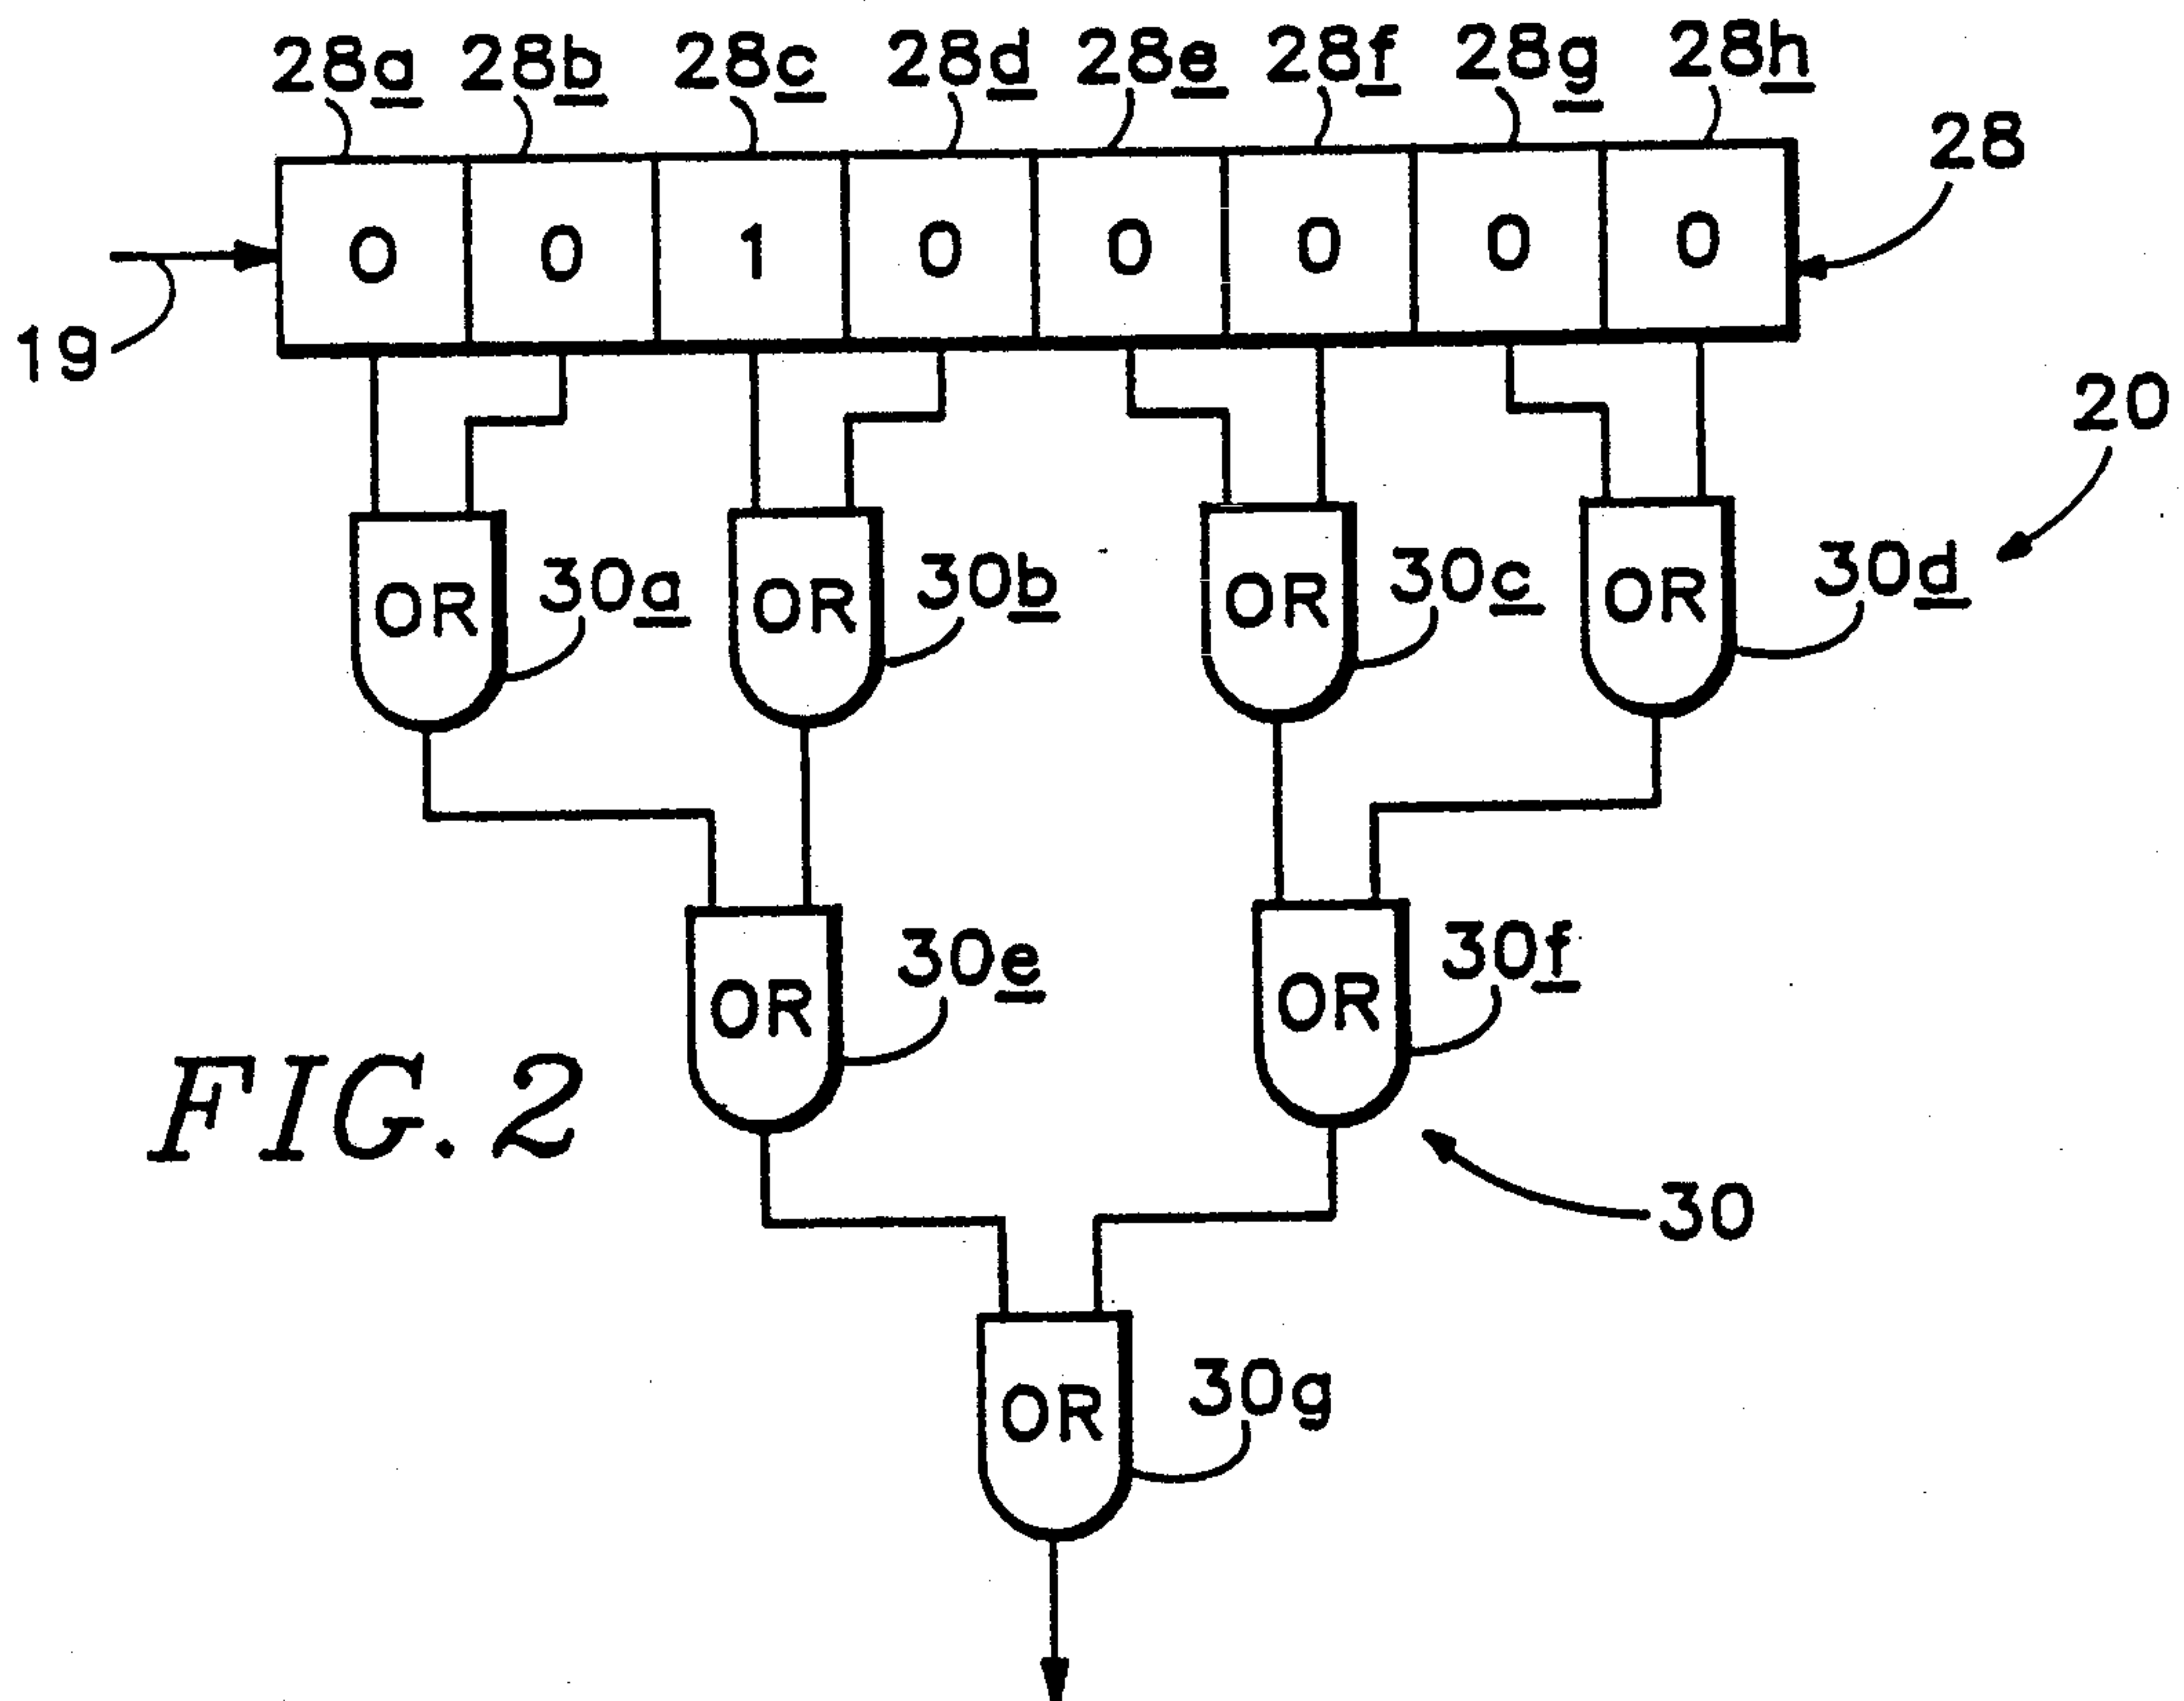 28a 28b 28c 28d 28e 28f 28g 28h
28
0 0 1 0 0 0 0 0
19
20
OR 30a OR 30b OR 30c OR 30d
OR 30e OR 30f
FIG. 2
30
OR 30g